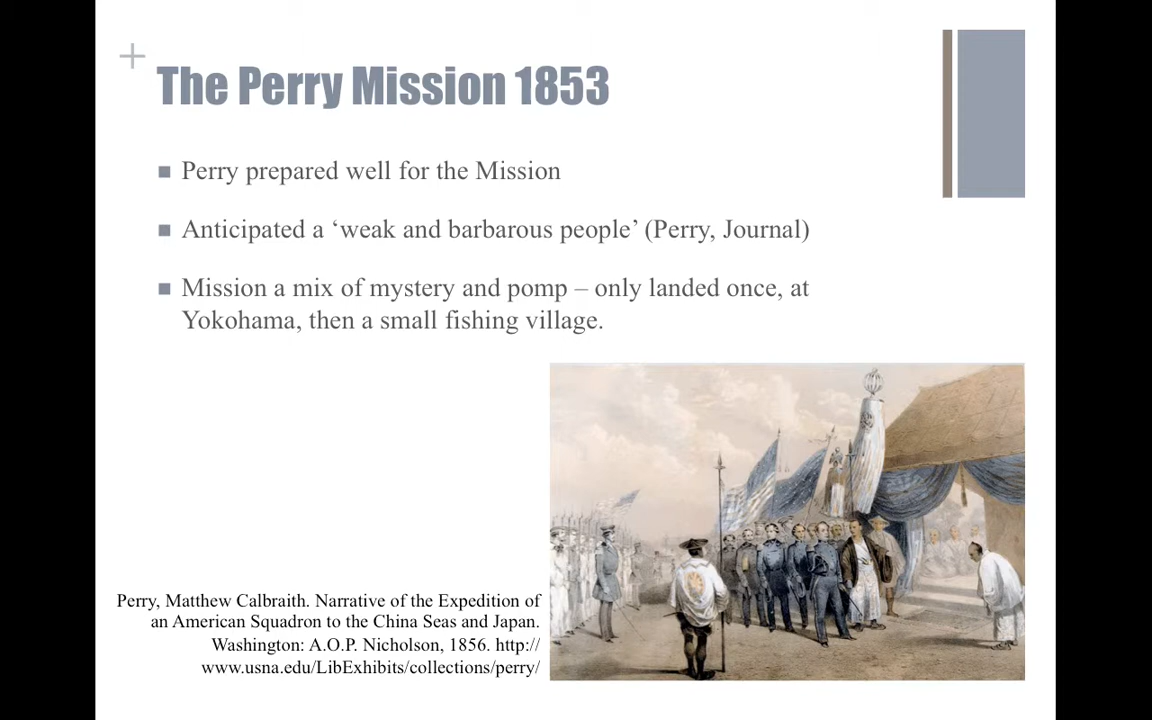 +
The Perry Mission 1853
■ Perry prepared well for the Mission
■ Anticipated a ‘weak and barbarous people’ (Perry, Journal)
■ Mission a mix of mystery and pomp – only landed once, at
Yokohama, then a small fishing village.
Perry, Matthew Calbraith. Narrative of the Expedition of
an American Squadron to the China Seas and Japan.
Washington: A.O.P. Nicholson, 1856. http://
www.usna.edu/LibExhibits/collections/perry/